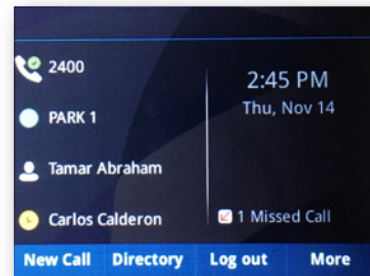 2400
PARK 1
Tamar Abraham
Carlos Calderon
2:45 PM
Thu, Nov 14
1 Missed Call
New Call Directory Log out More